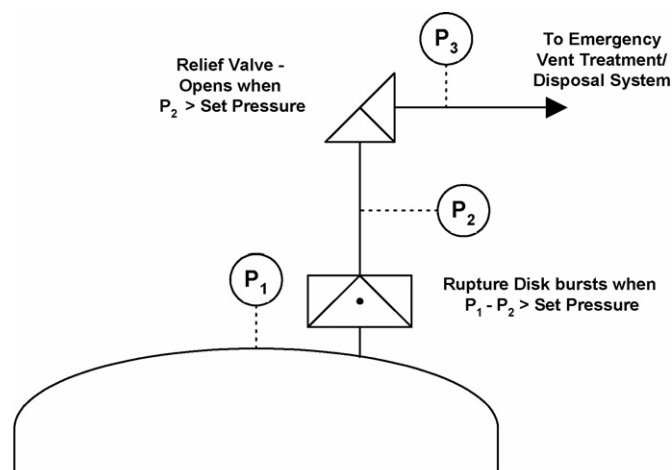 P3
To Emergency
Vent Treatment/
Disposal System
Relief Valve -
Opens when
P2 > Set Pressure
P2
P1
Rupture Disk bursts when
P1 - P2 > Set Pressure